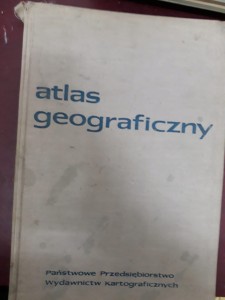 atlas
geograficzny
Państwowe Przedsiębiorstwo
Wydawnictw Kartograficznych